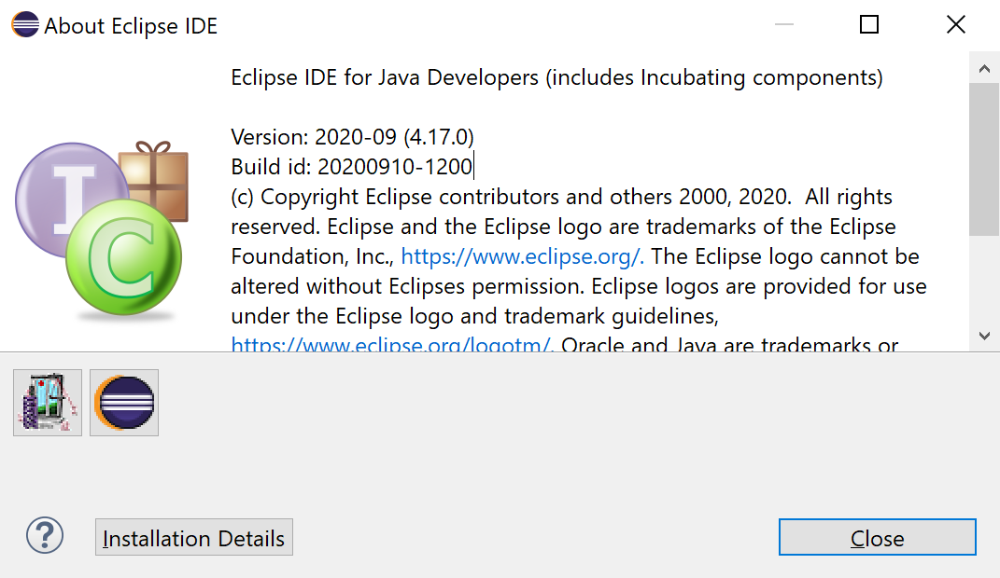 About Eclipse IDE
Eclipse IDE for Java Developers (includes Incubating components)
Version: 2020-09 (4.17.0)
Build id: 20200910-1200
(c) Copyright Eclipse contributors and others 2000, 2020.  All rights
reserved. Eclipse and the Eclipse logo are trademarks of the Eclipse
Foundation, Inc., https://www.eclipse.org/. The Eclipse logo cannot be
altered without Eclipses permission. Eclipse logos are provided for use
under the Eclipse logo and trademark guidelines,
https://www.eclipse.org/logotm/. Oracle and Java are trademarks or
I
C
?
Installation Details
Close